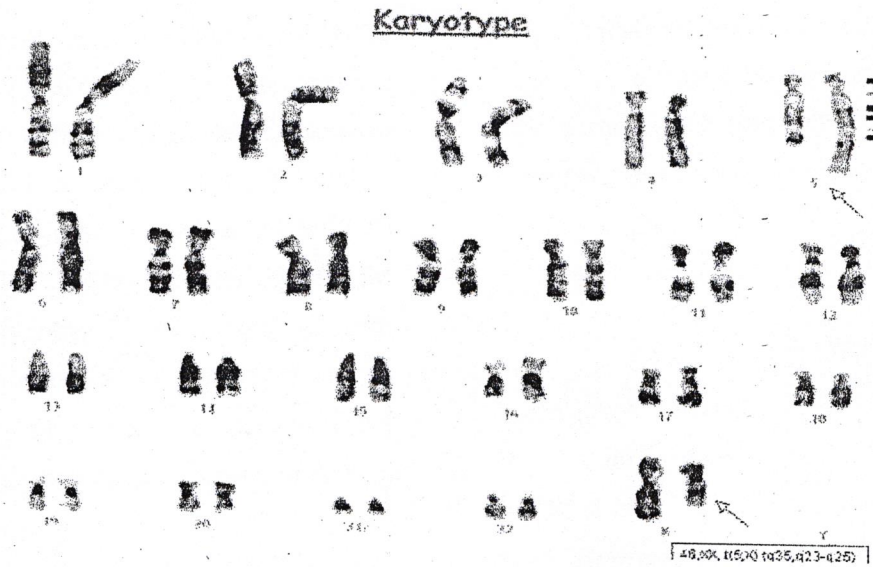 Karyotype
1 2 3 4 5
6 7 8 9 10 11 12
13 14 15 16 17 18
19 20 21 22 X Y
46,XX, t(5,X) (q35,q23-q25)